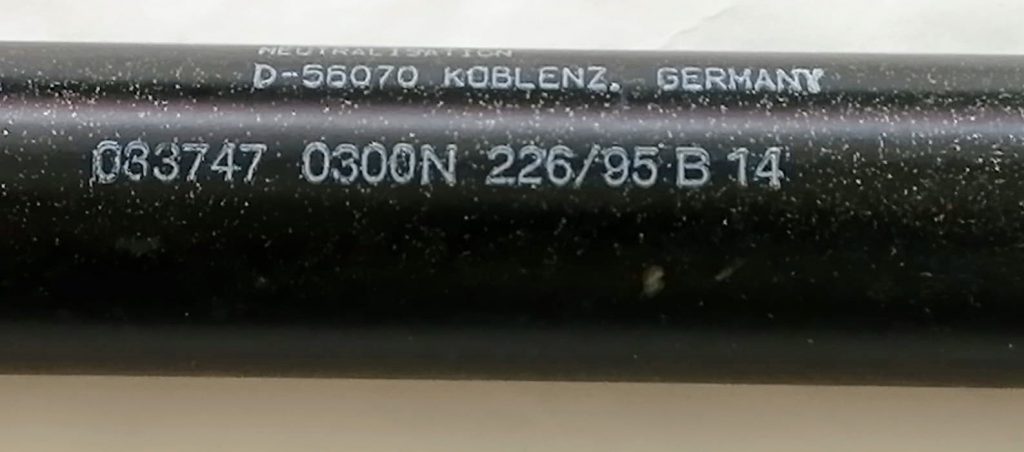 NEUTRALISATION
D-56070 KOBLENZ. GERMANY
083747 0300N 226/95 B 14